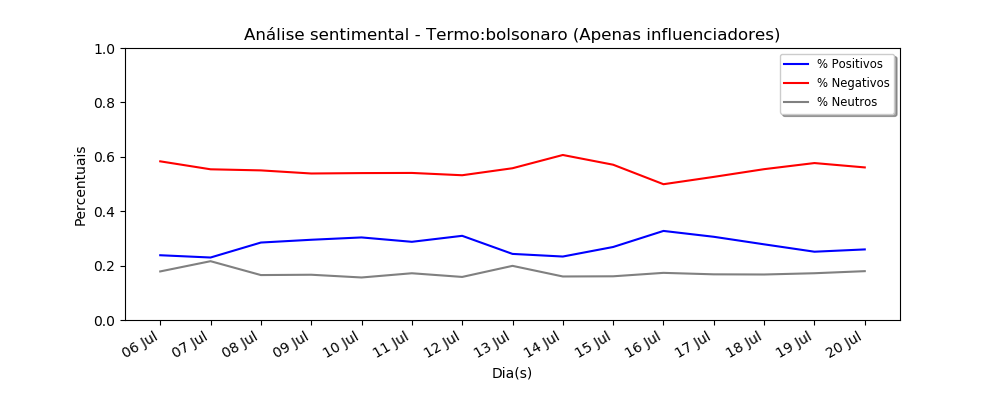 Análise sentimental - Termo:bolsonaro (Apenas influenciadores)
% Positivos
% Negativos
% Neutros
Percentuais
1.0
0.8
0.6
0.4
0.2
0.0
06 Jul
07 Jul
08 Jul
09 Jul
10 Jul
11 Jul
12 Jul
13 Jul
14 Jul
15 Jul
16 Jul
17 Jul
18 Jul
19 Jul
20 Jul
Dia(s)